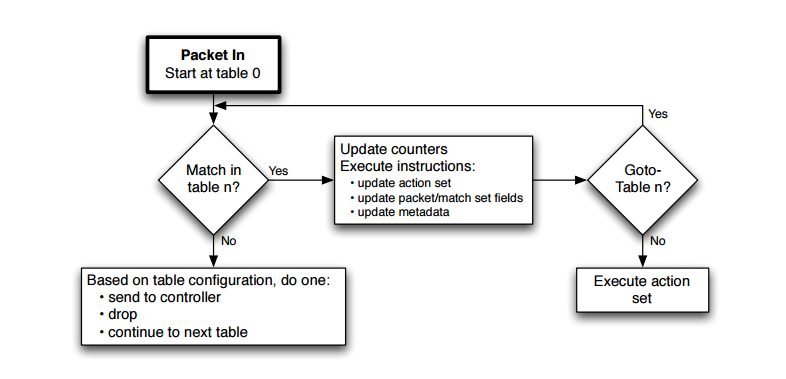 Packet In
Start at table 0
Yes
Match in
table n?
Yes
Update counters
Execute instructions:
• update action set
• update packet/match set fields
• update metadata
Goto-
Table n?
No
No
Based on table configuration, do one:
• send to controller
• drop
• continue to next table
Execute action
set